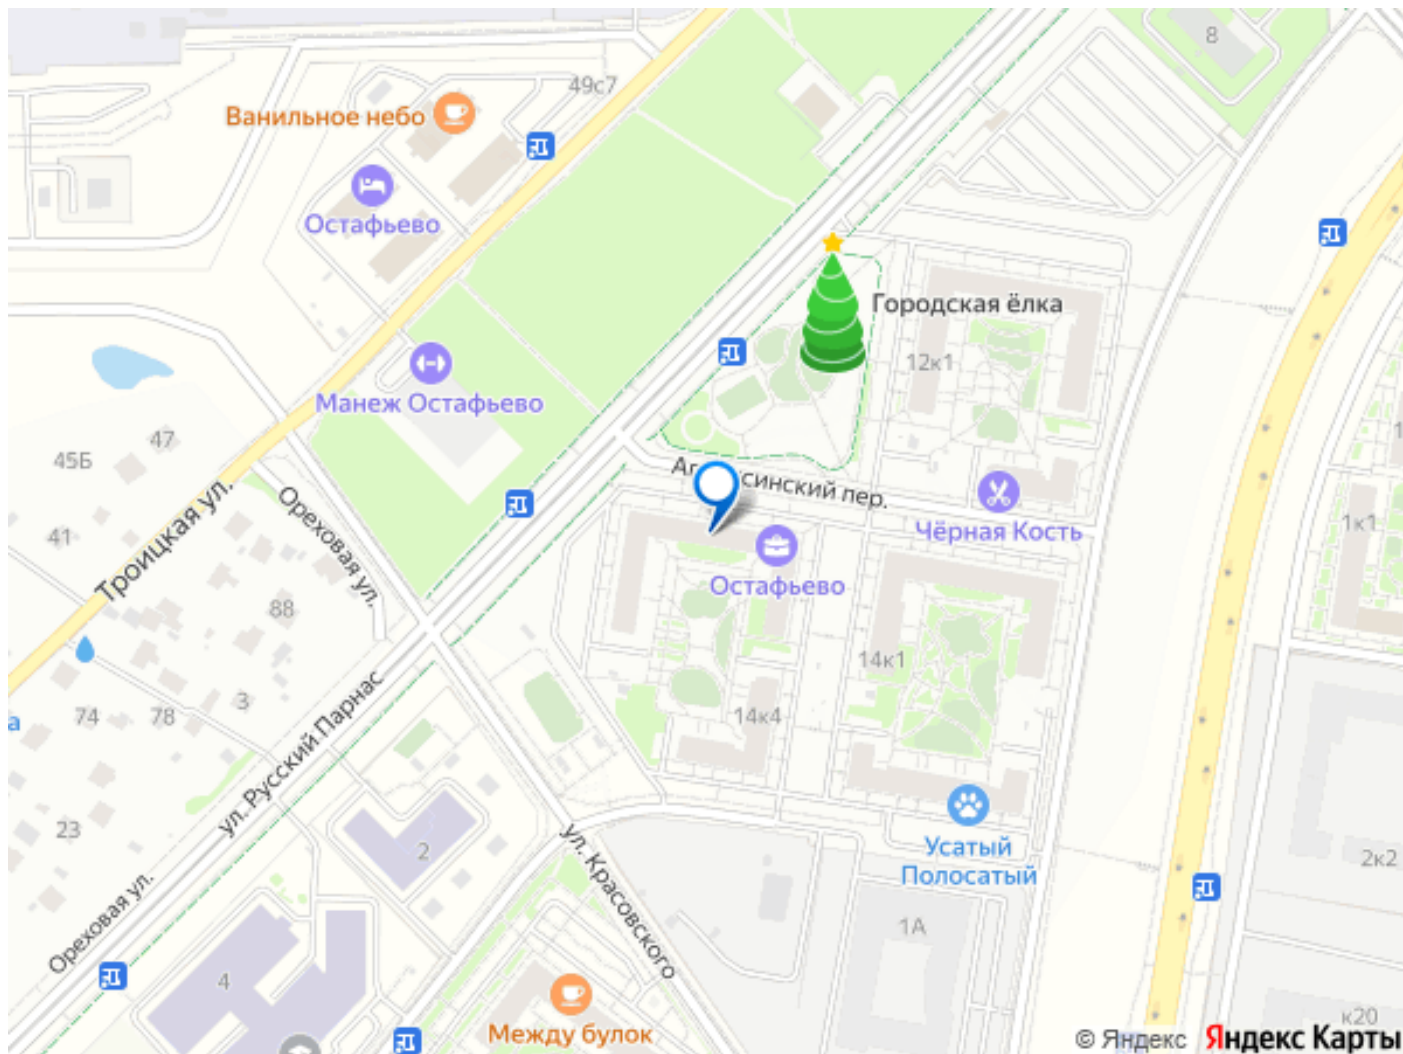 8
49с7
Ванильное небо
Остафьево
Городская ёлка
12к1
Манеж Остафьево
47
45Б
Троицкая ул.
Ореховая ул.
41
88
пер.
Чёрная Кость
1к1
Остафьево
14к1
14к4
3
74
78
а
ул. Русский Парнас
23
2
ул. Красовского
Усатый
Полосатый
2к2
1А
Ореховая ул.
4
Между булок
к20
© Яндекс
Яндекс Карты